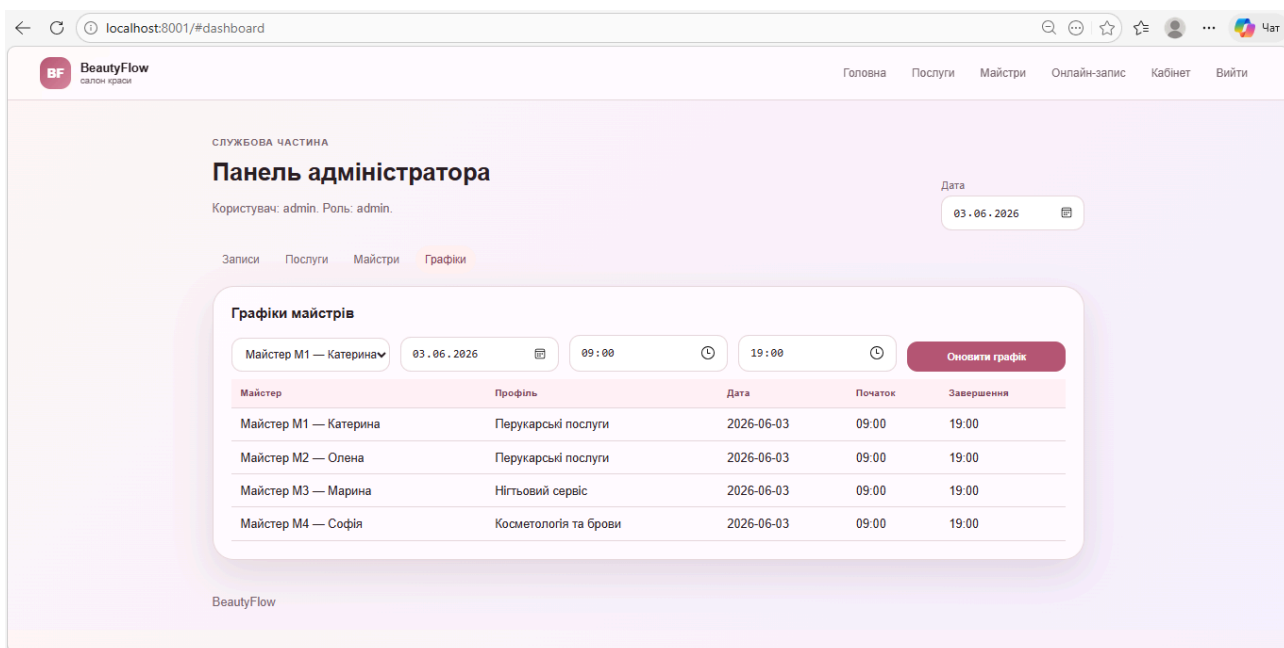 localhost:8001/#dashboard
Чат
BF
BeautyFlow
салон краси
Головна Послуги Майстри Онлайн-запис Кабінет Вийти
СЛУЖБОВА ЧАСТИНА
Панель адміністратора
Користувач: admin. Роль: admin.
Дата
03.06.2026
Записи Послуги Майстри Графіки
Графіки майстрів
Майстер М1 — Катерина 03.06.2026 09:00 19:00 Оновити графік
Майстер Профіль Дата Початок Завершення
Майстер М1 — Катерина Перукарські послуги 2026-06-03 09:00 19:00
Майстер М2 — Олена Перукарські послуги 2026-06-03 09:00 19:00
Майстер М3 — Марина Нігтьовий сервіс 2026-06-03 09:00 19:00
Майстер М4 — Софія Косметологія та брови 2026-06-03 09:00 19:00
BeautyFlow